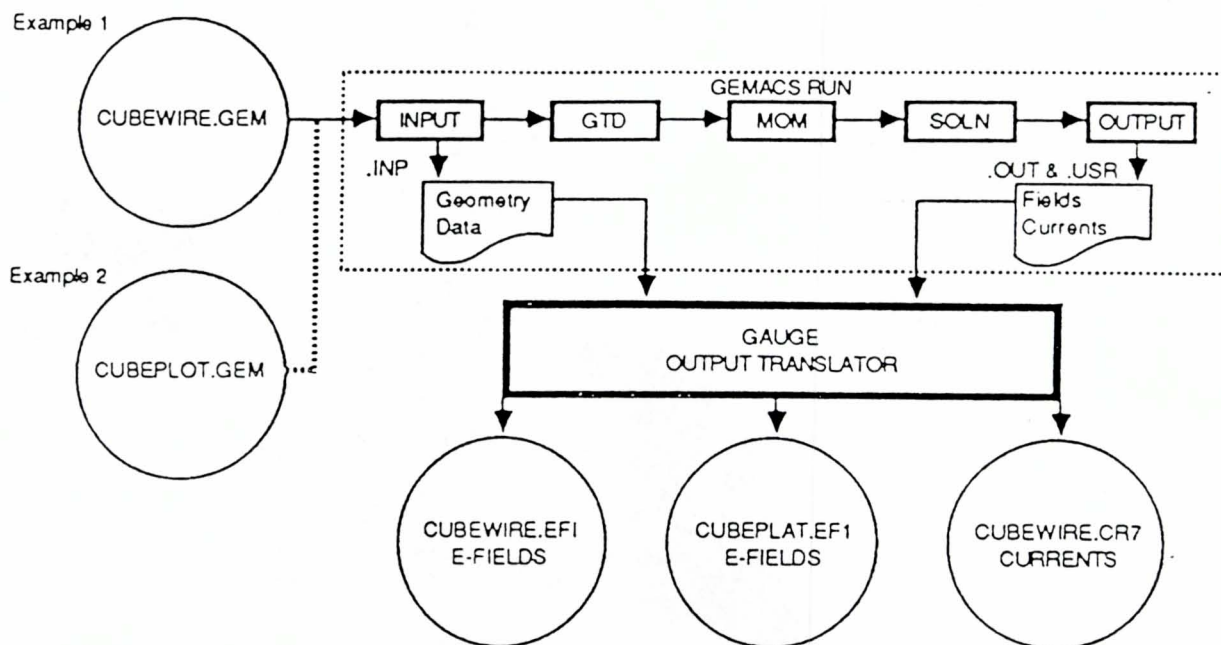 Example 1
CUBEWIRE.GEM
GEMACS RUN
INPUT
GTD
MOM
SOLN
OUTPUT
.INP
.OUT & .USR
Geometry
Data
Fields
Currents
Example 2
CUBEPLOT.GEM
GAUGE
OUTPUT TRANSLATOR
CUBEWIRE.EFI
E-FIELDS
CUBEPLAT.EF1
E-FIELDS
CUBEWIRE.CR7
CURRENTS